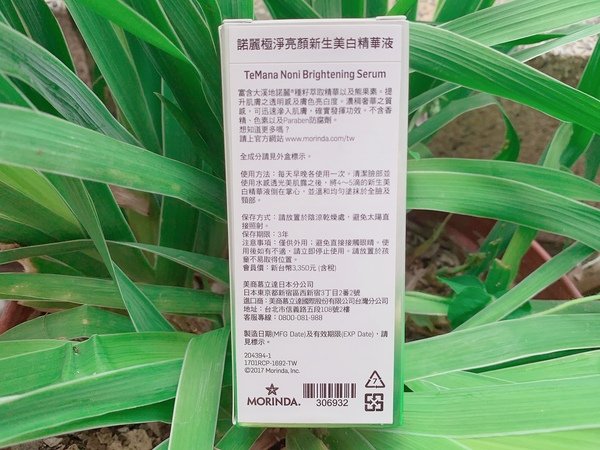 諾麗極淨亮顏新生美白精華液
TeMana Noni Brightening Serum
富含大溪地諾麗®種籽萃取精華以及熊果素。提
升肌膚之透明感及膚色亮白度。濃稠奢華之質
感，可迅速滲入肌膚，確實發揮功效。不含香
精、色素以及Paraben防腐劑。
想知道更多嗎？
請上官方網站 www.morinda.com/tw
全成分請見外盒標示。
使用方法：每天早晚各使用一次。清潔臉部並
使用水感透光美肌露之後，將4～5滴的新生美
白精華液倒在掌心，並溫和均勻塗抹於全臉及
頸部。
保存方式：請放置於陰涼乾燥處，避免太陽直
接照射。
保存期限：3年
注意事項：僅供外用；避免直接接觸眼睛。使
用後如有不適，請立即停止使用。請放置於孩
童不易取得位置。
會員價：新台幣3,350元 (含稅)
美商慕立達日本分公司
日本東京都新宿區西新宿3丁目2番2號
進口商：美商慕立達國際股份有限公司台灣分公司
地址：台北市信義路五段108號2樓
客服專線：0800-081-988
製造日期(MFG Date)及有效期限(EXP Date)，請
見標示。
204394-1
1701RCP-1692-TW
©2017 Morinda, Inc.
MORINDA.
306932
7